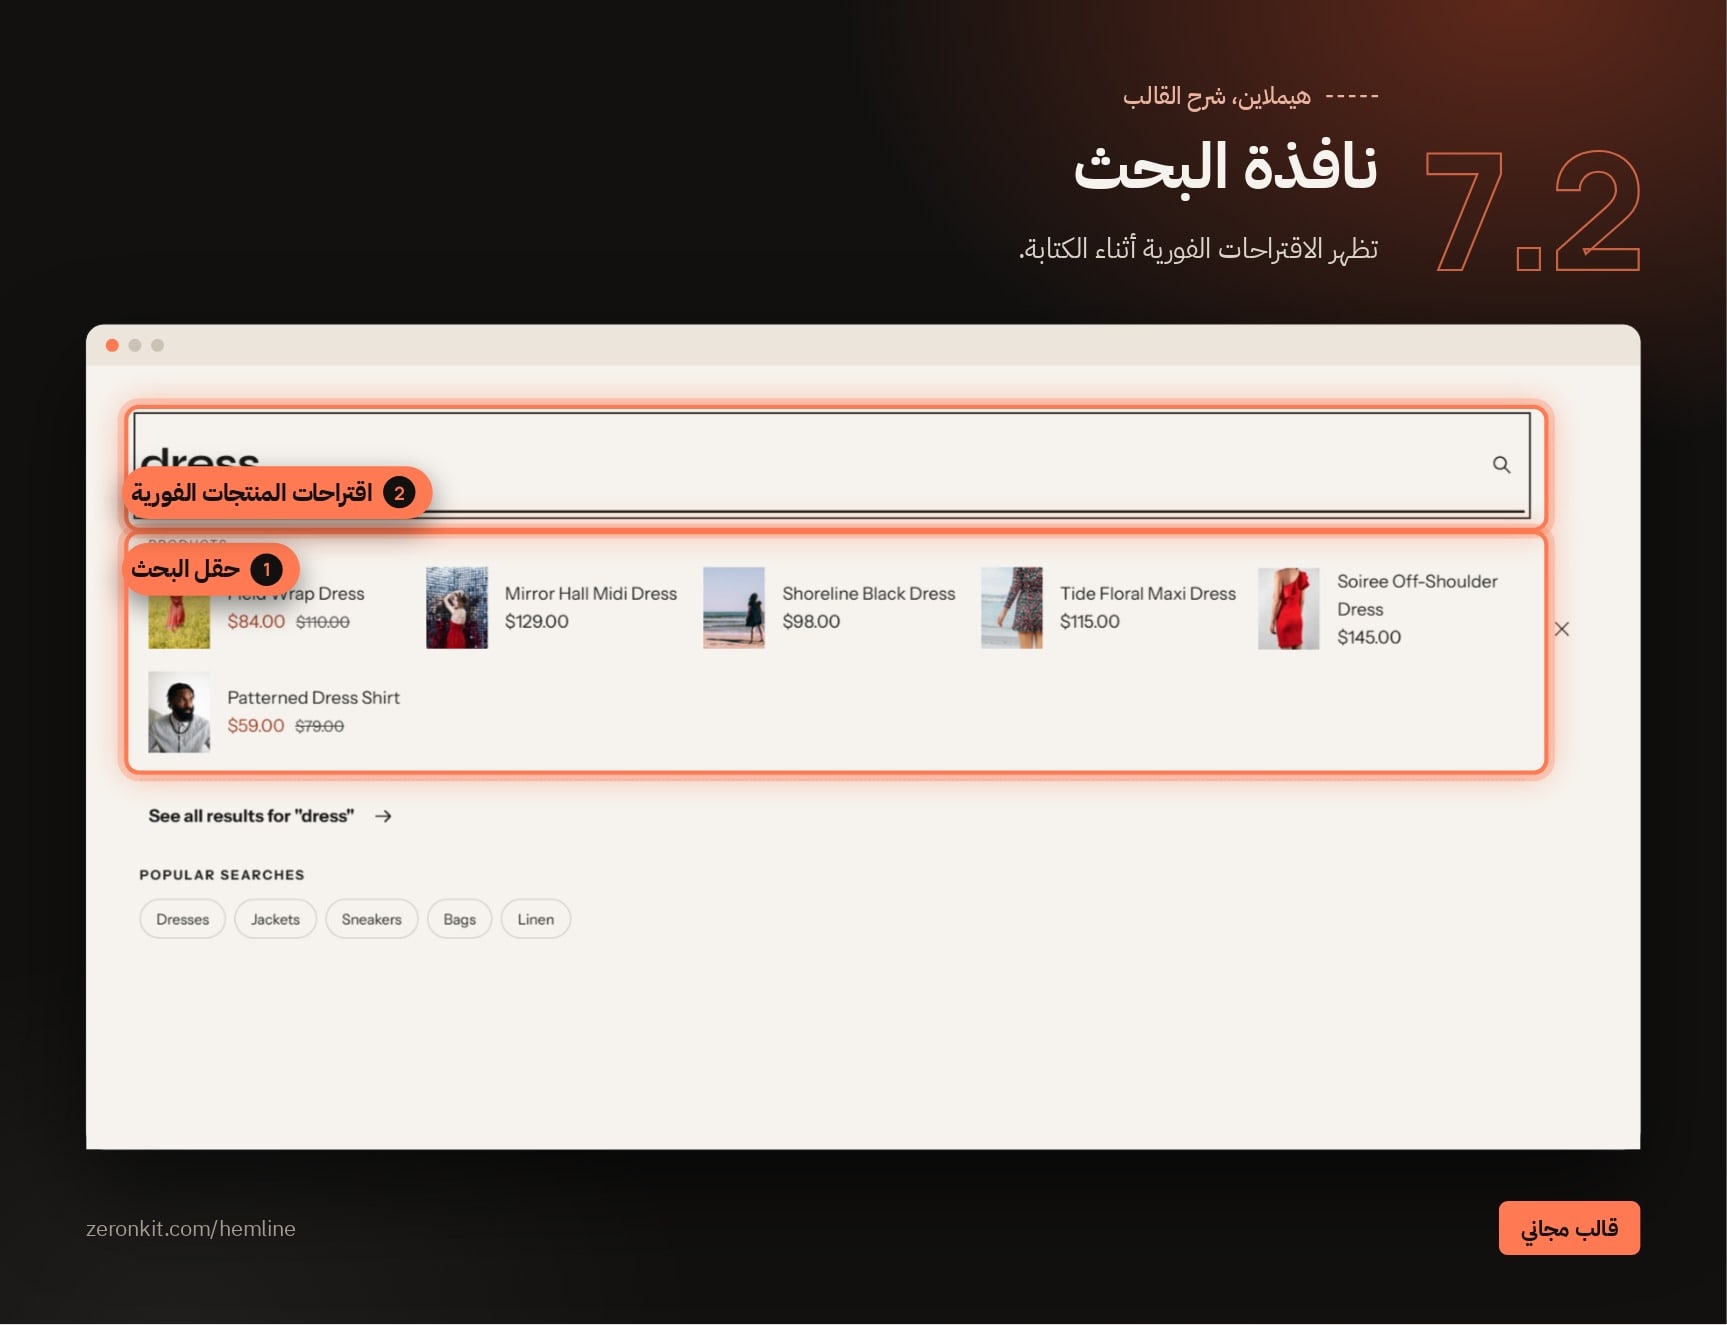 ----- هيملاين، شرح القالب
7.2
نافذة البحث
تظهر الاقتراحات الفورية أثناء الكتابة.
dress
2 اقتراحات المنتجات الفورية
PRODUCTS
1 حقل البحث
Field Wrap Dress
$84.00 $110.00
Mirror Hall Midi Dress
$129.00
Shoreline Black Dress
$98.00
Tide Floral Maxi Dress
$115.00
Soiree Off-Shoulder
Dress
$145.00
Patterned Dress Shirt
$59.00 $79.00
See all results for "dress" →
POPULAR SEARCHES
Dresses
Jackets
Sneakers
Bags
Linen
zeronkit.com/hemline
قالب مجاني